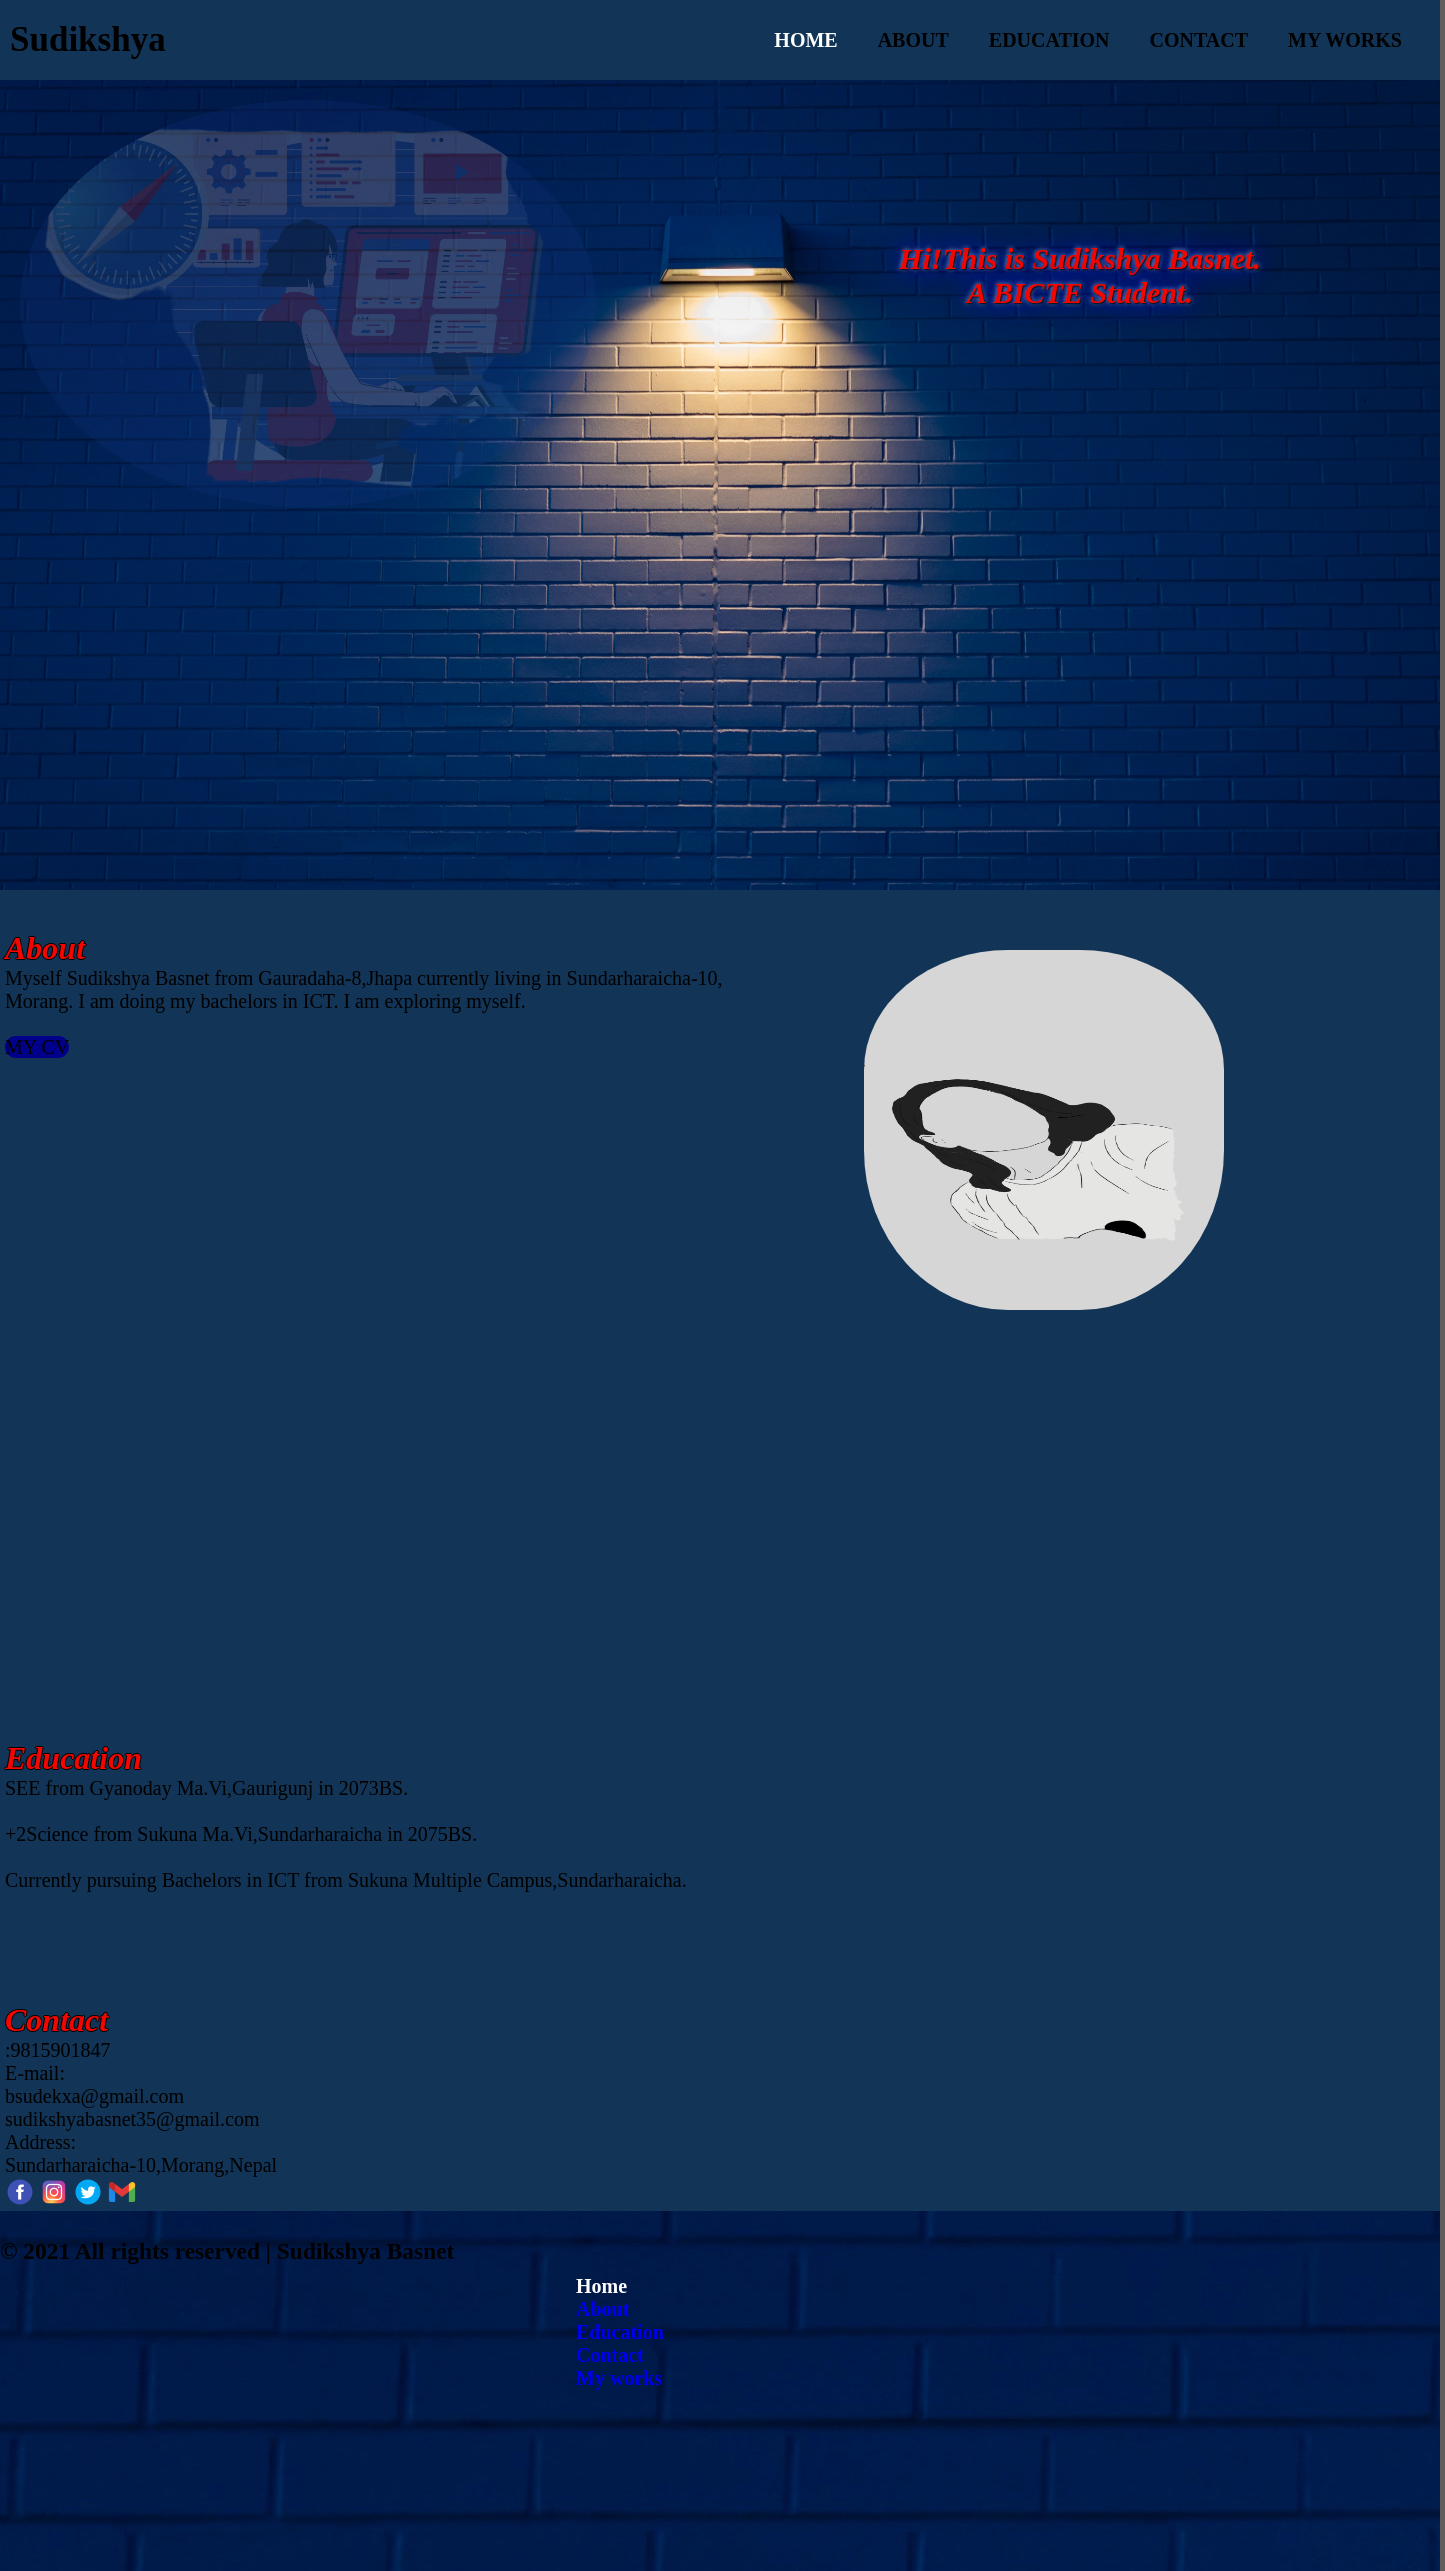 Sudikshya
HOME ABOUT EDUCATION CONTACT MY WORKS
Hi!This is Sudikshya Basnet.
A BICTE Student.
About
Myself Sudikshya Basnet from Gauradaha-8,Jhapa currently living in Sundarharaicha-10,
Morang. I am doing my bachelors in ICT. I am exploring myself.
MY CV
Education
SEE from Gyanoday Ma.Vi,Gaurigunj in 2073BS.
+2Science from Sukuna Ma.Vi,Sundarharaicha in 2075BS.
Currently pursuing Bachelors in ICT from Sukuna Multiple Campus,Sundarharaicha.
Contact
:9815901847
E-mail:
bsudekxa@gmail.com
sudikshyabasnet35@gmail.com
Address:
Sundarharaicha-10,Morang,Nepal
© 2021 All rights reserved | Sudikshya Basnet
Home
About
Education
Contact
My works